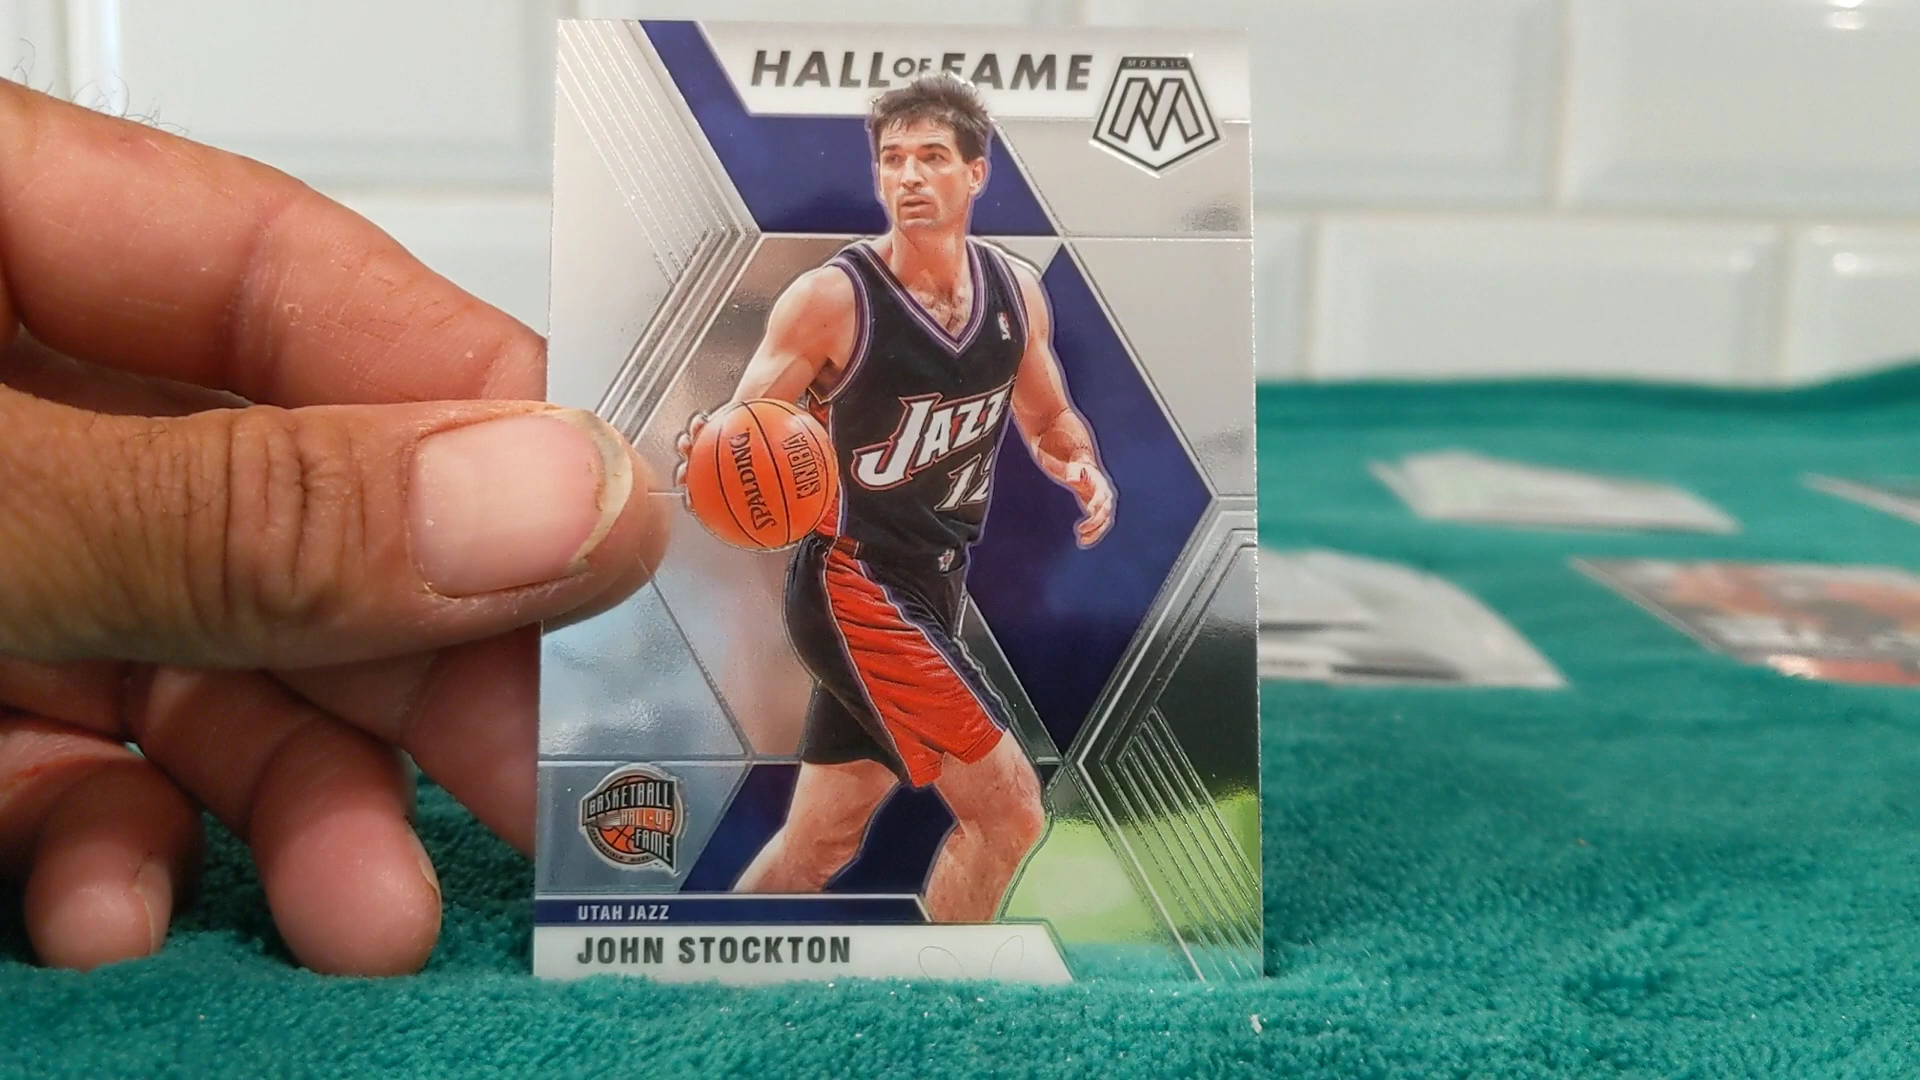 HALL OF FAME
MOSAIC
SPALDING
NBA
JAZZ
12
BASKETBALL
HALL-OF
FAME
UTAH JAZZ
JOHN STOCKTON